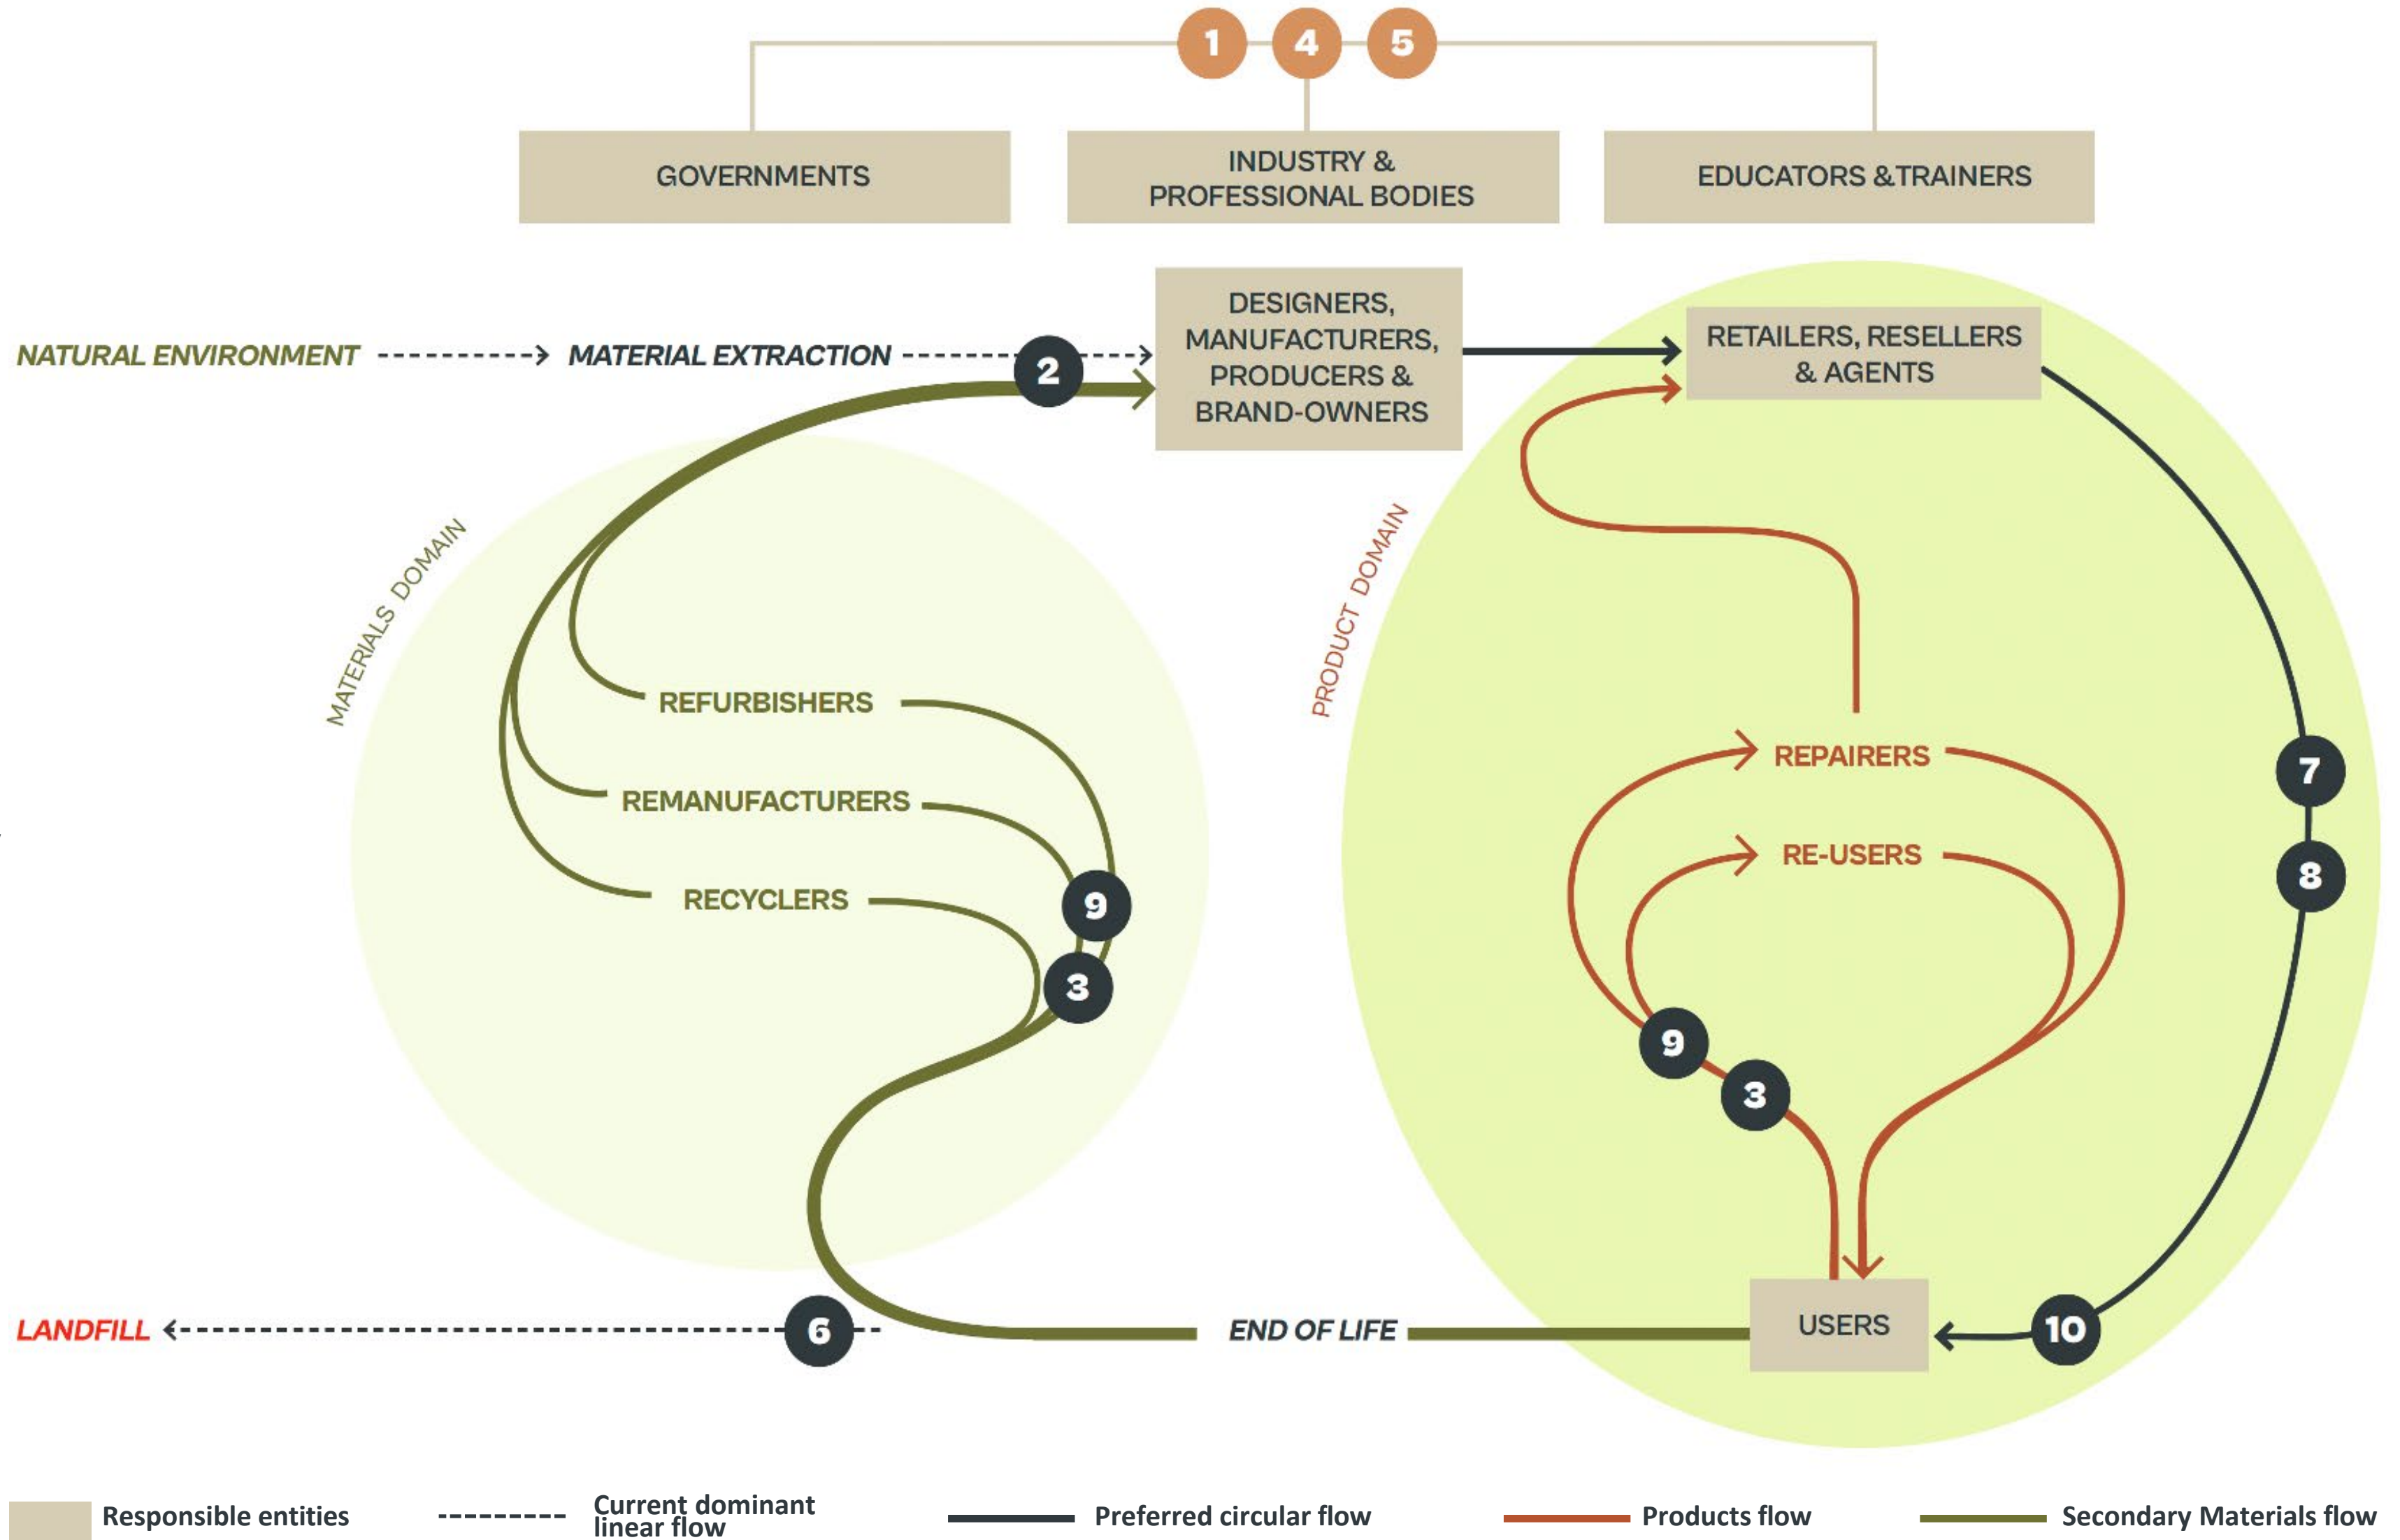 1 4 5
GOVERNMENTS
INDUSTRY &
PROFESSIONAL BODIES
EDUCATORS &TRAINERS
NATURAL ENVIRONMENT
MATERIAL EXTRACTION
2
DESIGNERS,
MANUFACTURERS,
PRODUCERS &
BRAND-OWNERS
RETAILERS, RESELLERS
& AGENTS
MATERIALS DOMAIN
PRODUCT DOMAIN
REFURBISHERS
REMANUFACTURERS
RECYCLERS
9
3
REPAIRERS
RE-USERS
9
3
7
8
LANDFILL
6
END OF LIFE
USERS
10
Responsible entities
Current dominant
linear flow
Preferred circular flow
Products flow
Secondary Materials flow